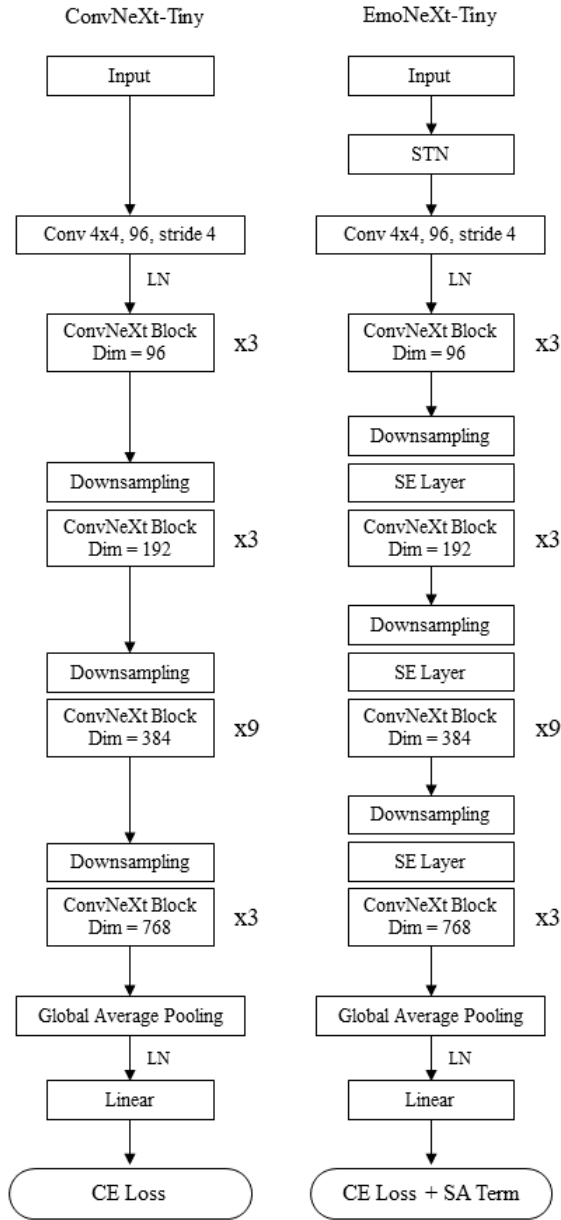 ConvNeXt-Tiny
Input
Conv 4x4, 96, stride 4
LN
ConvNeXt Block
Dim = 96
x3
Downsampling
ConvNeXt Block
Dim = 192
x3
Downsampling
ConvNeXt Block
Dim = 384
x9
Downsampling
ConvNeXt Block
Dim = 768
x3
Global Average Pooling
LN
Linear
CE Loss
EmoNeXt-Tiny
Input
STN
Conv 4x4, 96, stride 4
LN
ConvNeXt Block
Dim = 96
x3
Downsampling
SE Layer
ConvNeXt Block
Dim = 192
x3
Downsampling
SE Layer
ConvNeXt Block
Dim = 384
x9
Downsampling
SE Layer
ConvNeXt Block
Dim = 768
x3
Global Average Pooling
LN
Linear
CE Loss + SA Term